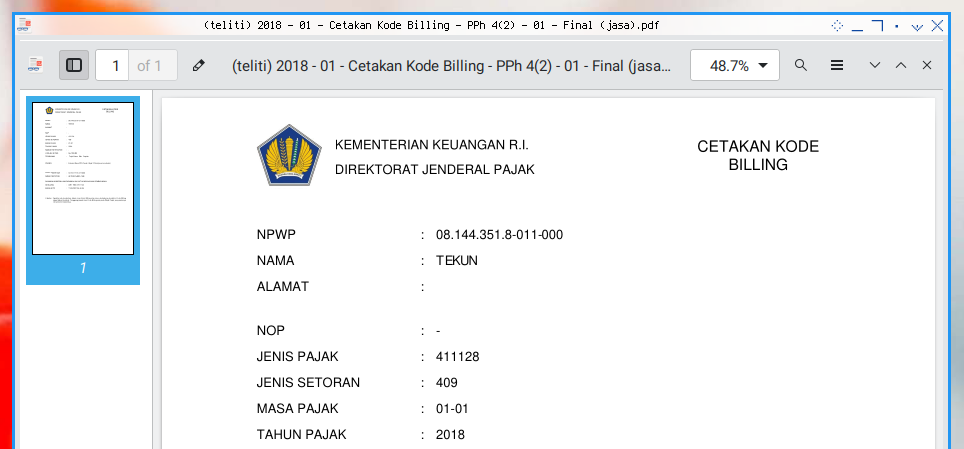 (teliti) 2018 - 01 - Cetakan Kode Billing - PPh 4(2) - 01 - Final (jasa).pdf
1 of 1 (teliti) 2018 - 01 - Cetakan Kode Billing - PPh 4(2) - 01 - Final (jasa... 48.7%
1
KEMENTERIAN KEUANGAN R.I.
DIREKTORAT JENDERAL PAJAK
CETAKAN KODE
BILLING
NPWP : 08.144.351.8-011-000
NAMA : TEKUN
ALAMAT :
NOP : -
JENIS PAJAK : 411128
JENIS SETORAN : 409
MASA PAJAK : 01-01
TAHUN PAJAK : 2018